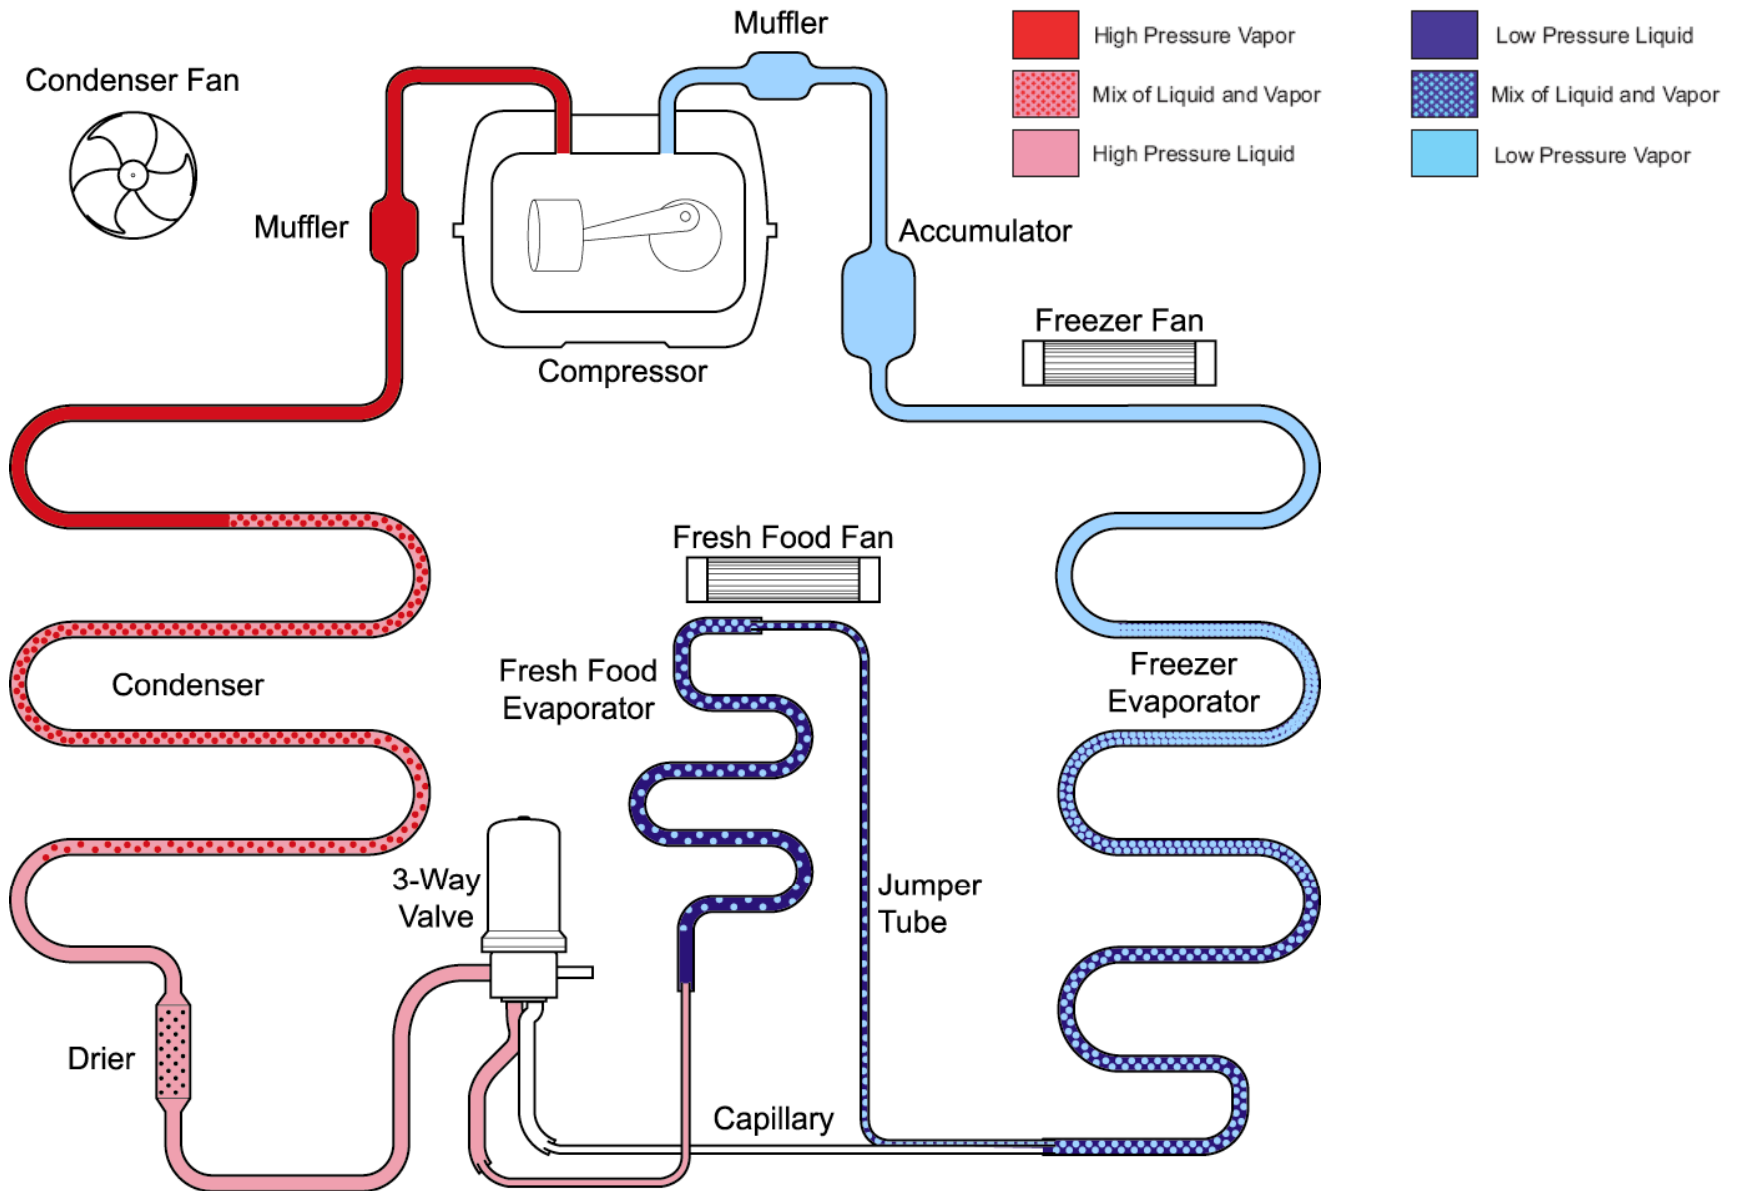 Muffler
High Pressure Vapor
Low Pressure Liquid
Condenser Fan
Mix of Liquid and Vapor
Mix of Liquid and Vapor
High Pressure Liquid
Low Pressure Vapor
Muffler
Accumulator
Freezer Fan
Compressor
Fresh Food Fan
Fresh Food
Evaporator
Freezer
Evaporator
Condenser
3-Way
Valve
Jumper
Tube
Drier
Capillary